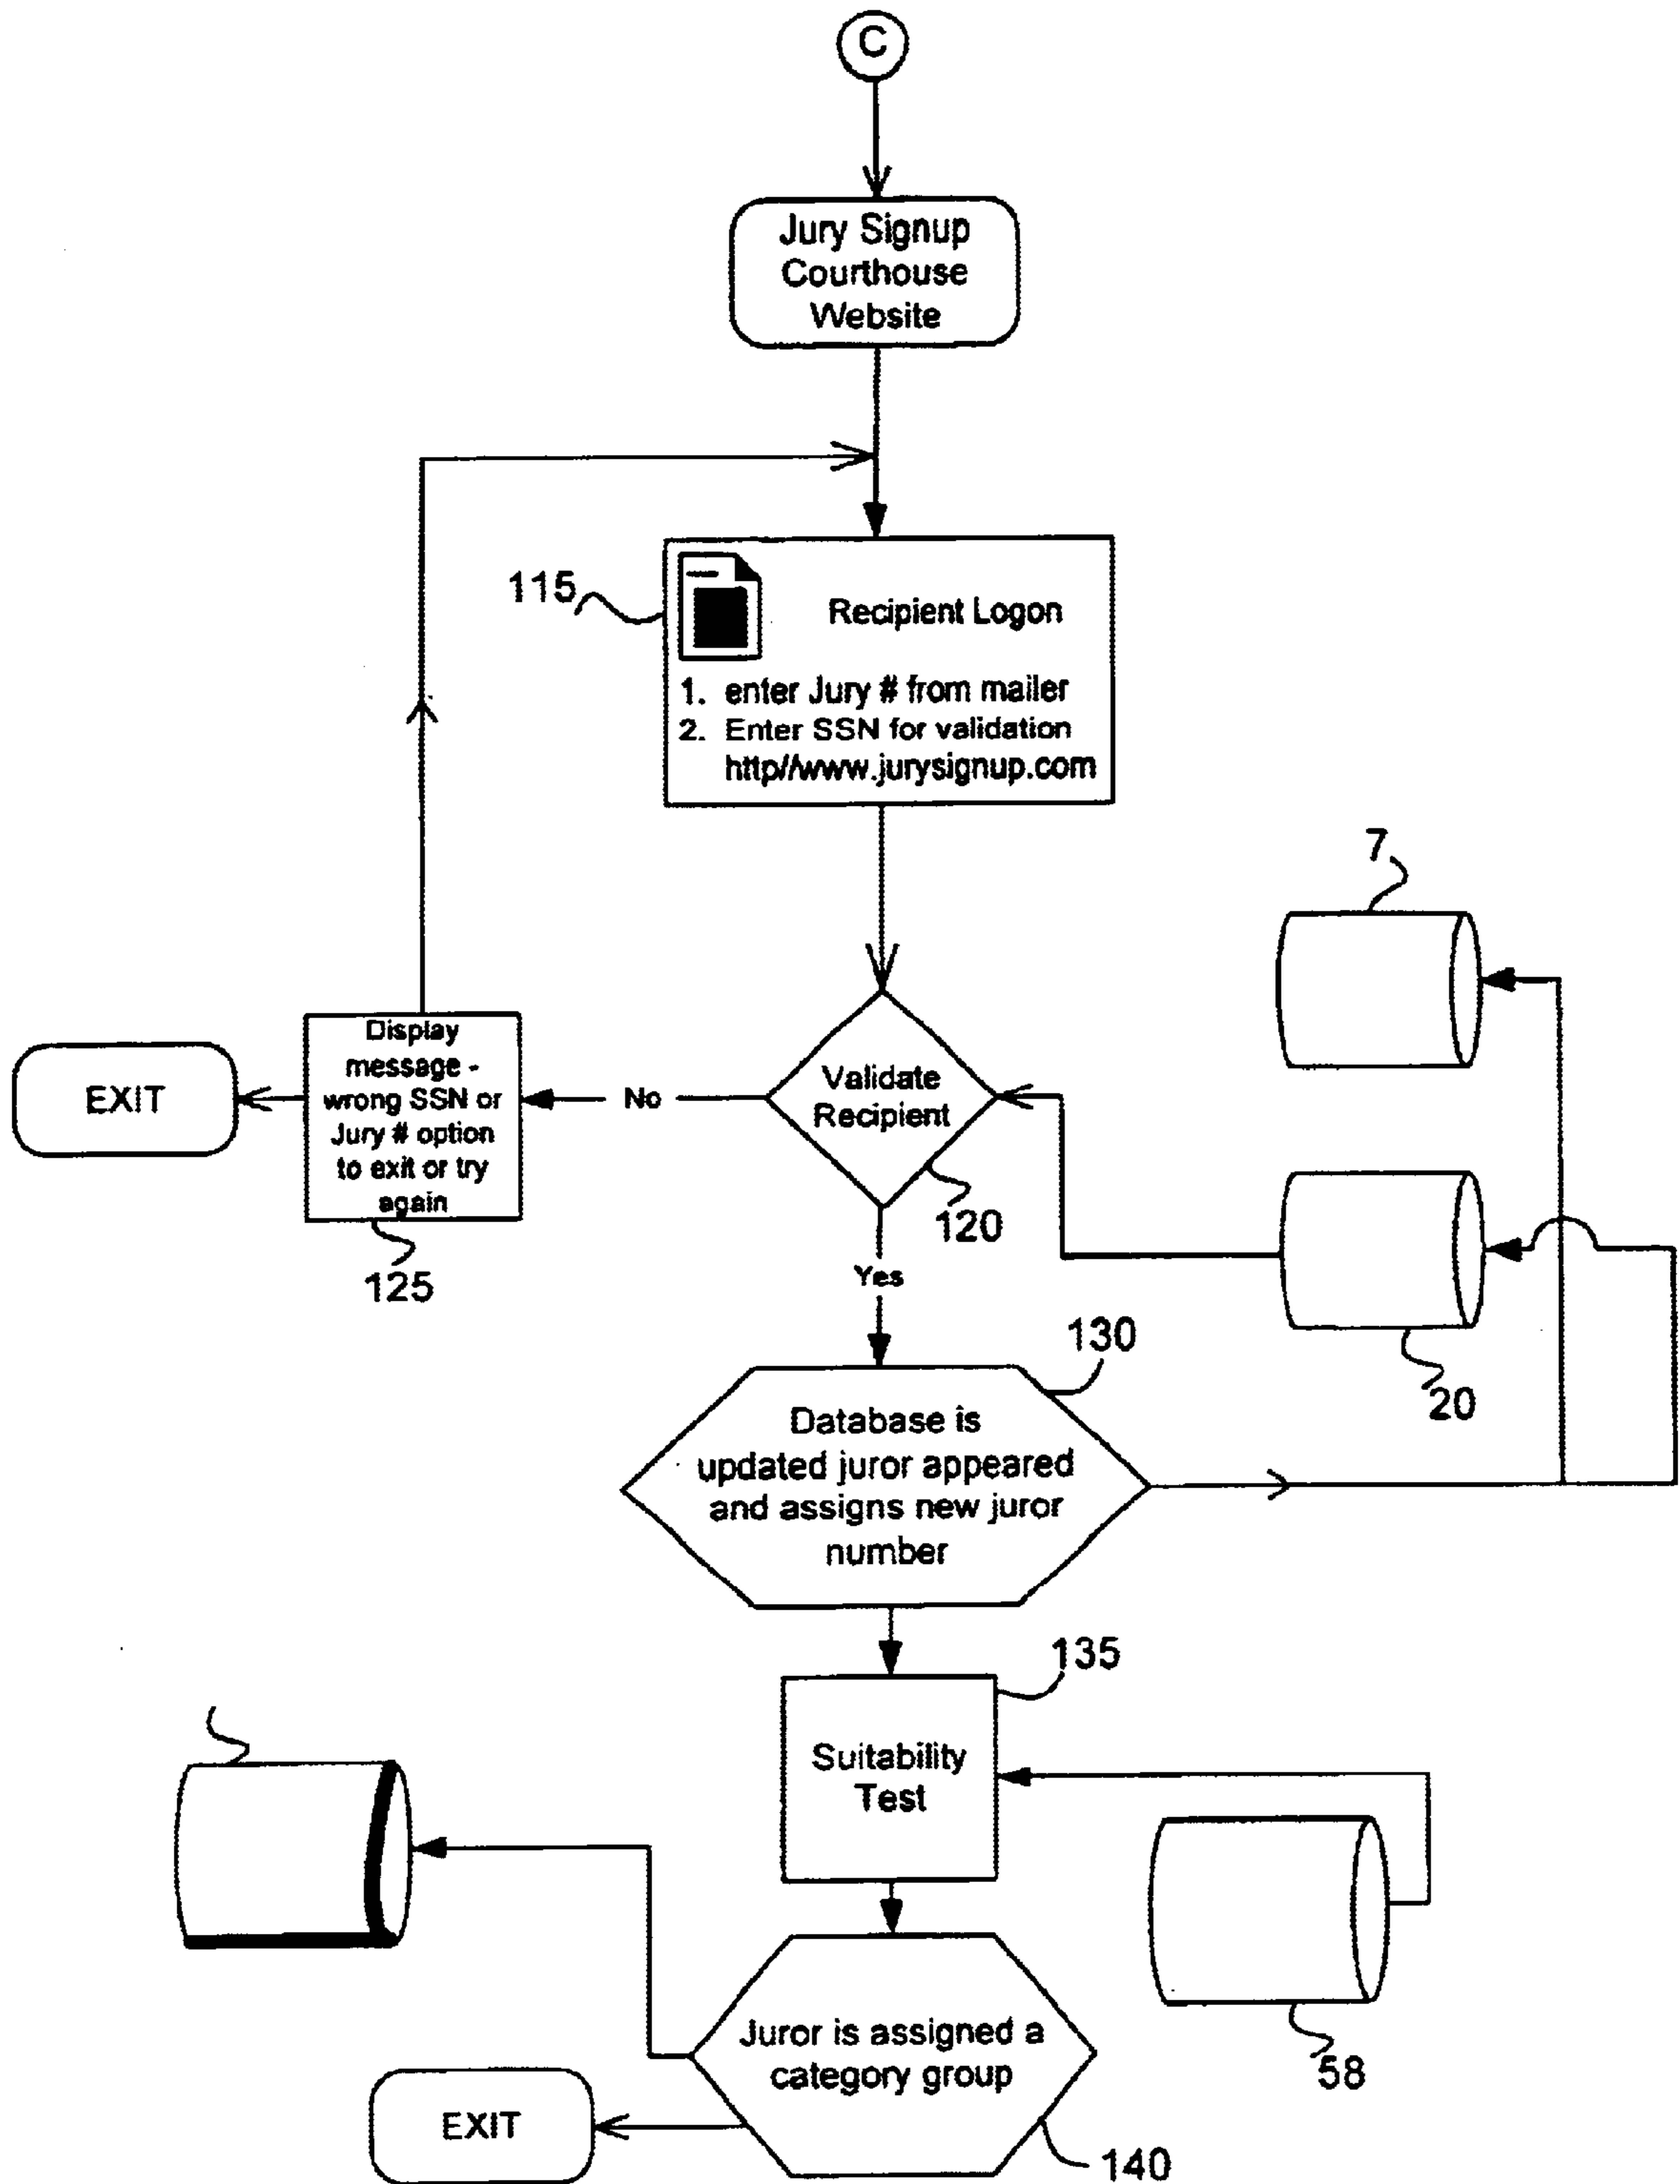 C
Jury Signup
Courthouse
Website
115
Recipient Logon
1. enter Jury # from mailer
2. Enter SSN for validation
http//www.jurysignup.com
7
Display
message -
wrong SSN or
Jury # option
to exit or try
again
EXIT
No
Validate
Recipient
120
125
Yes
20
130
Database is
updated juror appeared
and assigns new juror
number
135
Suitability
Test
58
Juror is assigned a
category group
EXIT
140